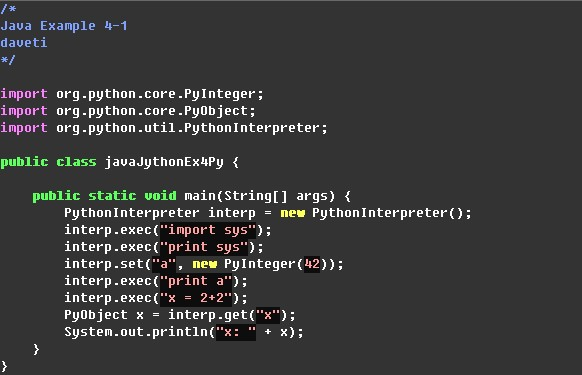 /*
Java Example 4-1
daveti
*/
import org.python.core.PyInteger;
import org.python.core.PyObject;
import org.python.util.PythonInterpreter;
public class javaJythonEx4Py {
public static void main(String[] args) {
PythonInterpreter interp = new PythonInterpreter();
interp.exec("import sys");
interp.exec("print sys");
interp.set("a", new PyInteger(42));
interp.exec("print a");
interp.exec("x = 2+2");
PyObject x = interp.get("x");
System.out.println("x: " + x);
}
}